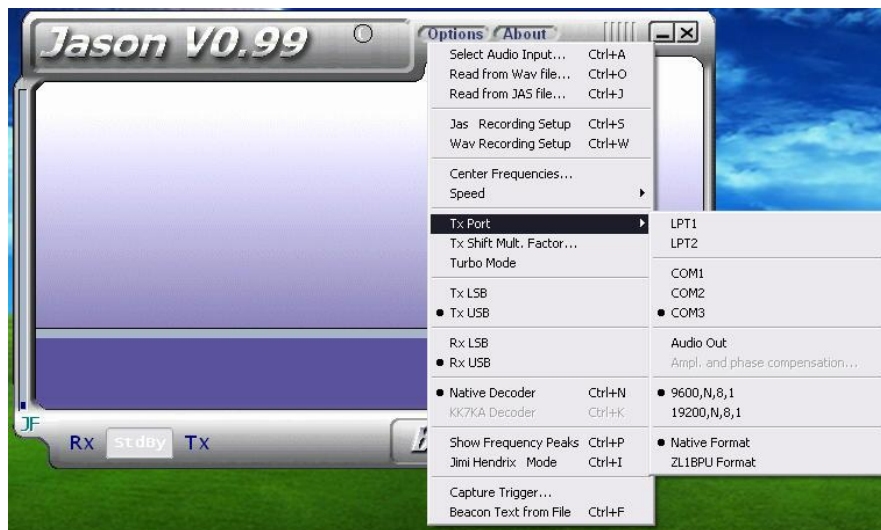 Jason V0.99
Options About
Select Audio Input... Ctrl+A
Read from Wav file... Ctrl+O
Read from JAS file... Ctrl+J
Jas Recording Setup Ctrl+S
Wav Recording Setup Ctrl+W
Center Frequencies...
Speed
Tx Port
Tx Shift Mult. Factor...
Turbo Mode
Tx LSB
Tx USB
Rx LSB
Rx USB
Native Decoder Ctrl+N
KK7KA Decoder Ctrl+K
Show Frequency Peaks Ctrl+P
Jimi Hendrix Mode Ctrl+I
Capture Trigger...
Beacon Text from File Ctrl+F
LPT1
LPT2
COM1
COM2
COM3
Audio Out
Ampl. and phase compensation...
9600,N,8,1
19200,N,8,1
Native Format
ZL1BPU Format
JF
Rx StdBy Tx